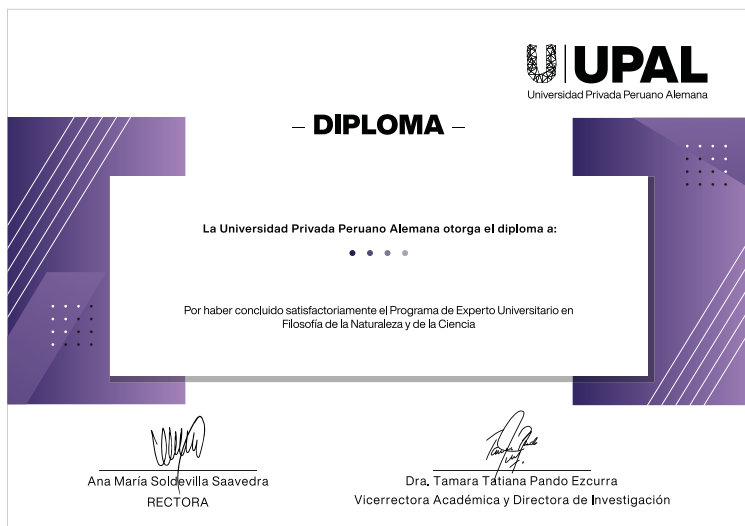 UPAL
Universidad Privada Peruano Alemana
– DIPLOMA –
La Universidad Privada Peruano Alemana otorga el diploma a:
Por haber concluido satisfactoriamente el Programa de Experto Universitario en
Filosofía de la Naturaleza y de la Ciencia
Ana María Soldevilla Saavedra
RECTORA
Dra. Tamara Tatiana Pando Ezcurra
Vicerrectora Académica y Directora de Investigación